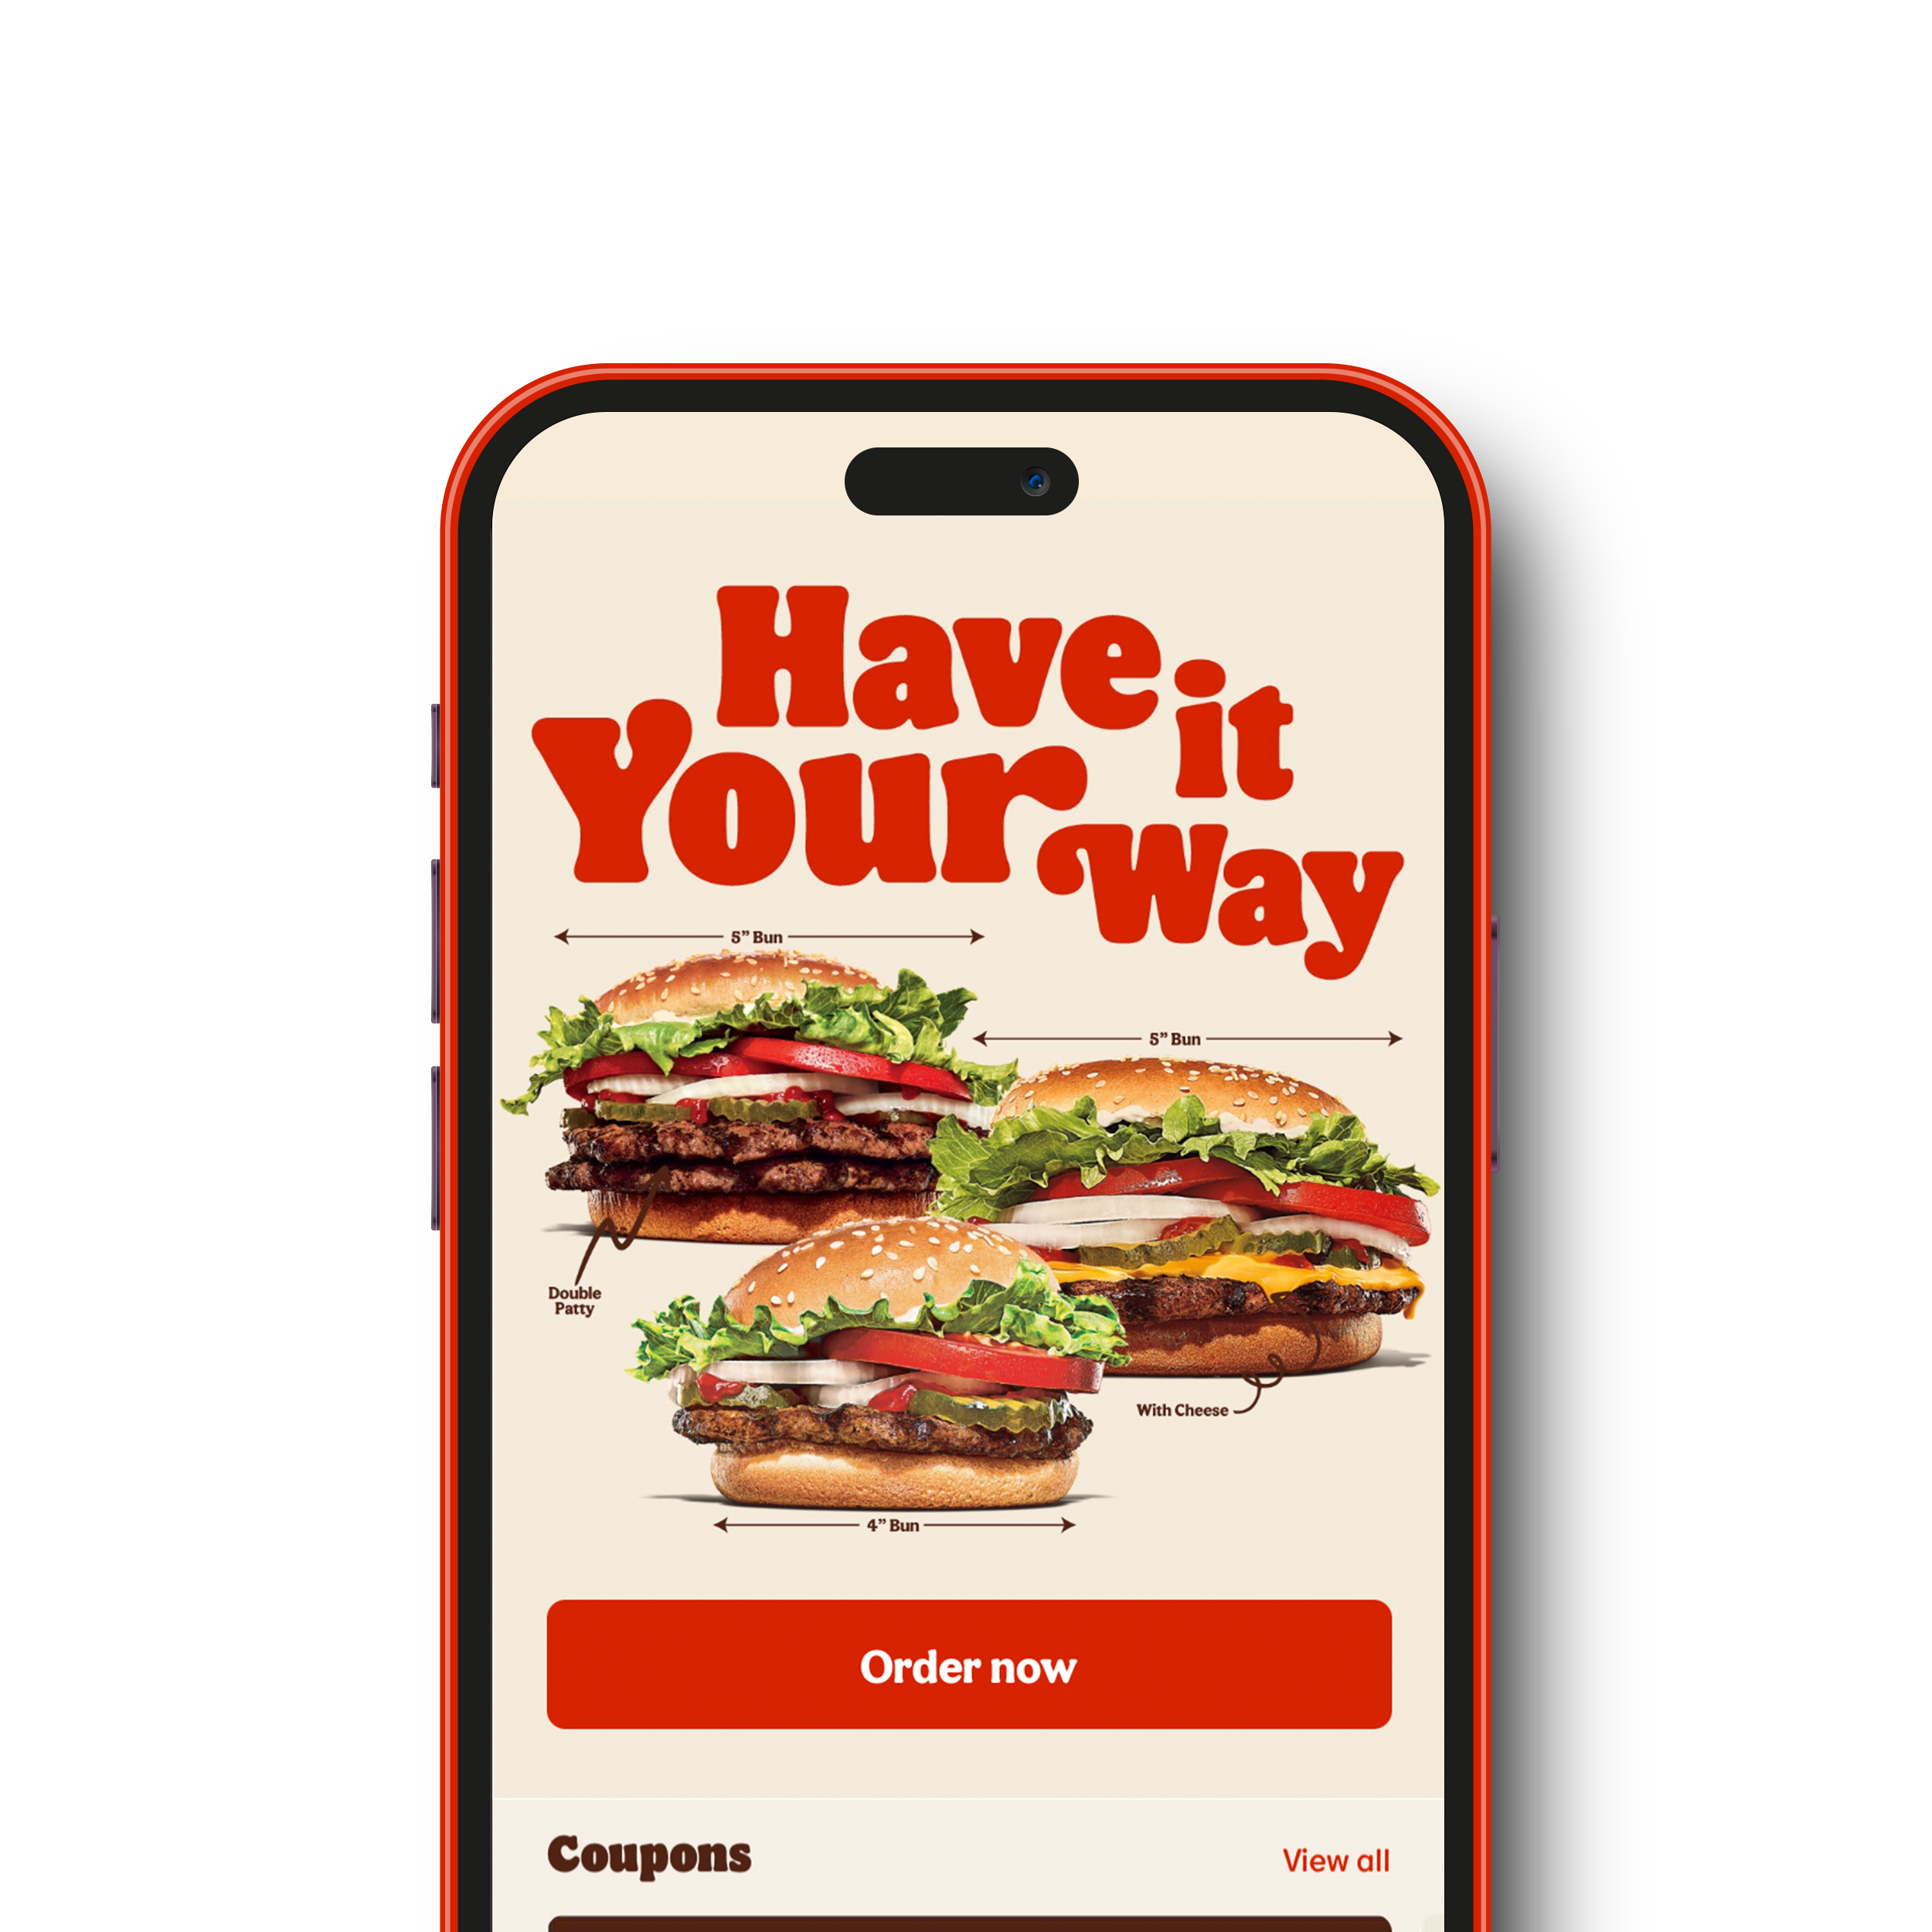 Have it
Your Way
5” Bun
5” Bun
Double
Patty
With Cheese
4” Bun
Order now
Coupons
View all